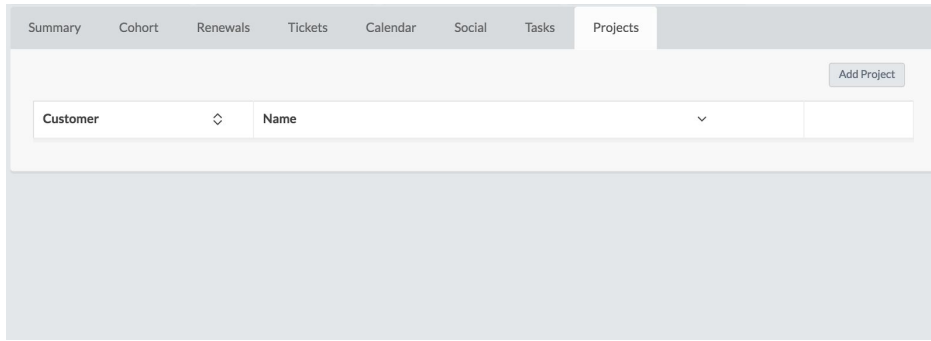 Summary Cohort Renewals Tickets Calendar Social Tasks Projects
Add Project
Customer Name